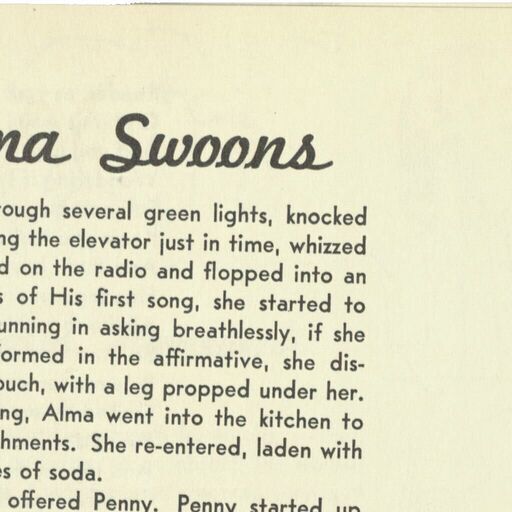 ma Swoons
rough several green lights, knocked
ng the elevator just in time, whizzed
d on the radio and flopped into an
s of His first song, she started to
unning in asking breathlessly, if she
formed in the affirmative, she dis-
ouch, with a leg propped under her.
ng, Alma went into the kitchen to
hments. She re-entered, laden with
es of soda.
offered Penny. Penny started up